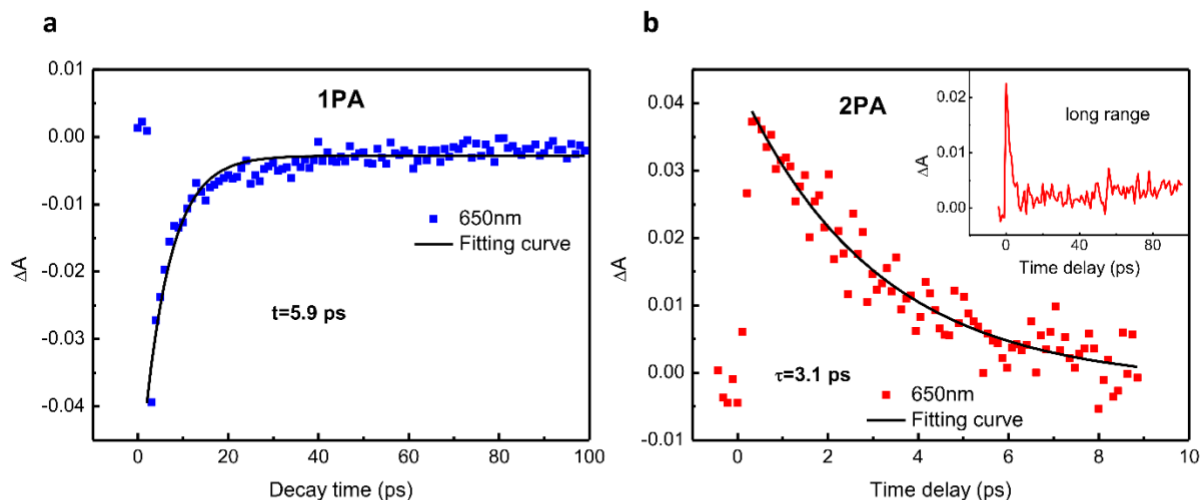 a
0.01
0.00
-0.01
-0.02
-0.03
-0.04
ΔA
1PA
650nm
Fitting curve
t=5.9 ps
0 20 40 60 80 100
Decay time (ps)
b
0.04
0.03
0.02
0.01
0.00
-0.01
ΔA
2PA
0.02
0.01
0.00
ΔA
long range
0 40 80
Time delay (ps)
τ=3.1 ps
650nm
Fitting curve
0 2 4 6 8 10
Time delay (ps)